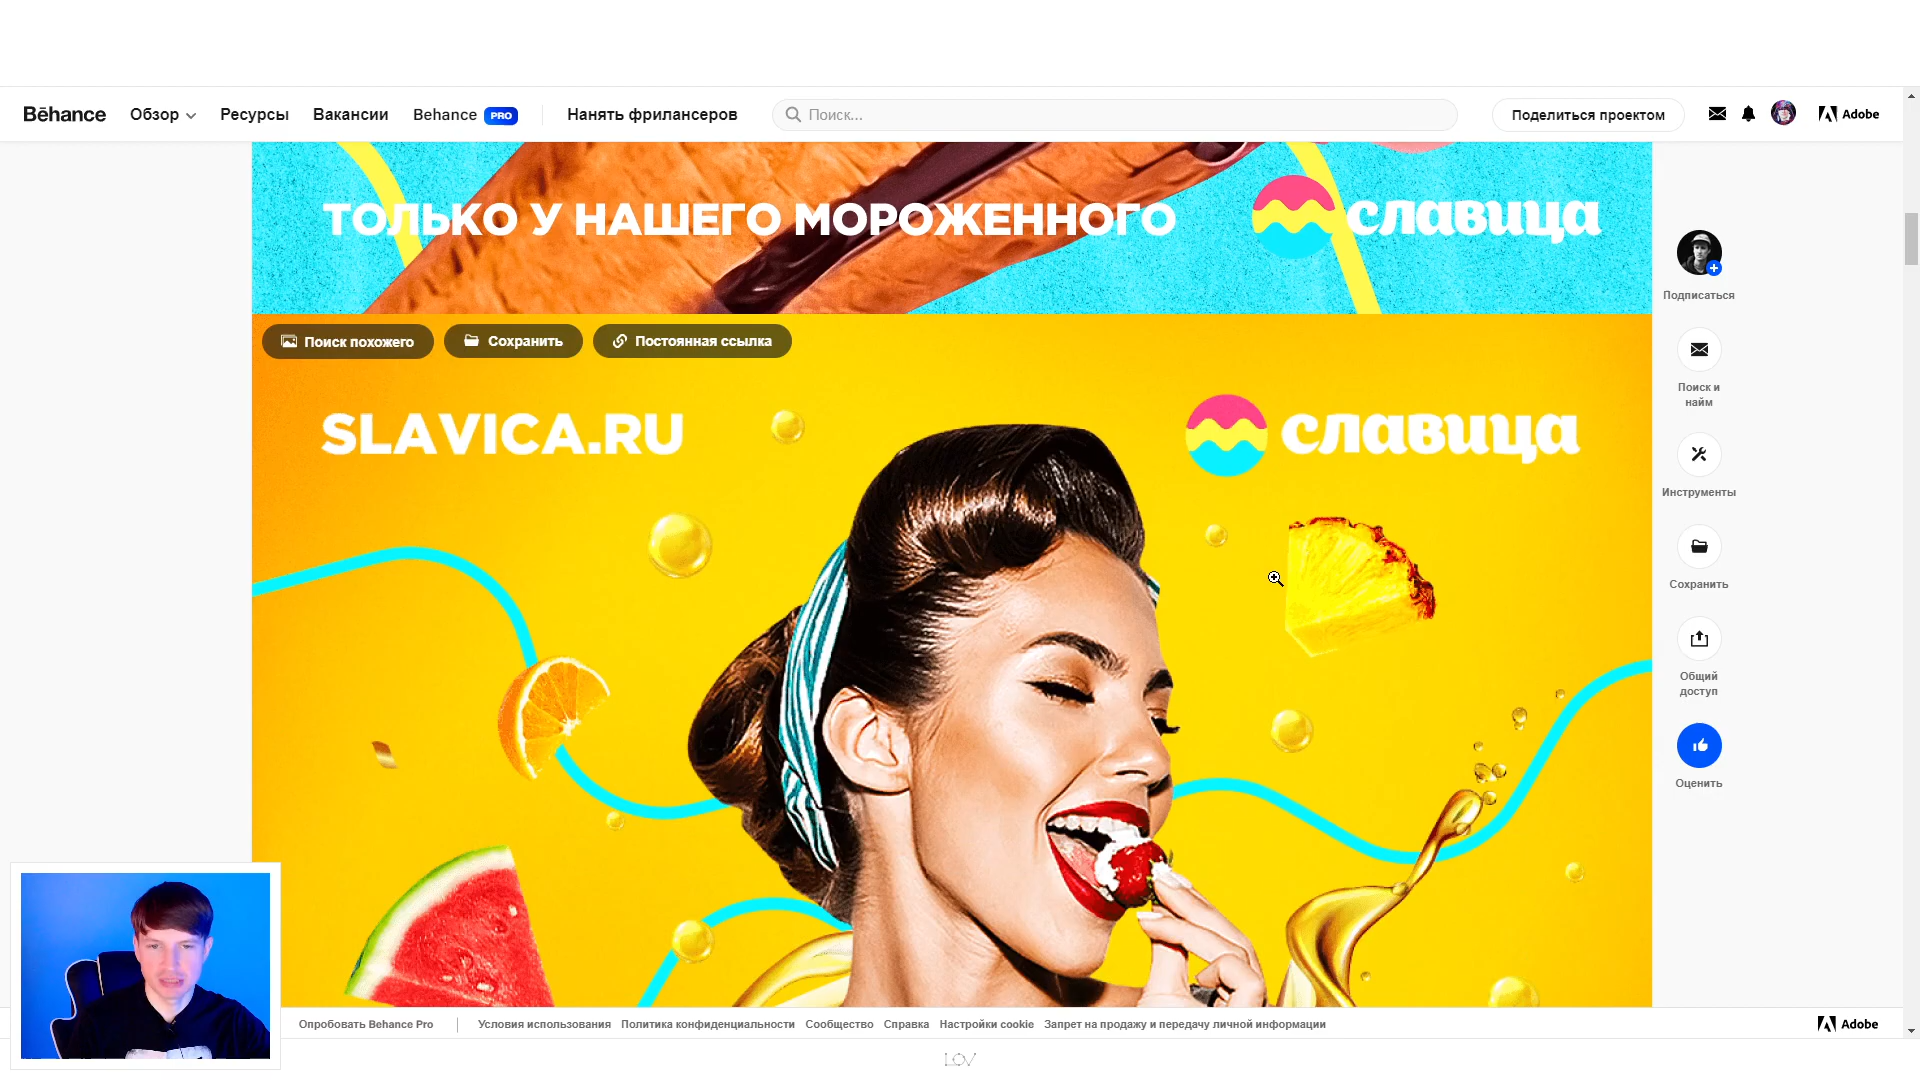 Bēhance
Обзор
Ресурсы
Вакансии
Behance PRO
Нанять фрилансеров
Поиск...
Поделиться проектом
Adobe
ТОЛЬКО У НАШЕГО МОРОЖЕННОГО
славица
Подписаться
Поиск похожего
Сохранить
Постоянная ссылка
Поиск и
найм
SLAVICA.RU
славица
Инструменты
Сохранить
Общий
доступ
Оценить
Опробовать Behance Pro
Условия использования
Политика конфиденциальности
Сообщество
Справка
Настройки cookie
Запрет на продажу и передачу личной информации
Adobe
LOV